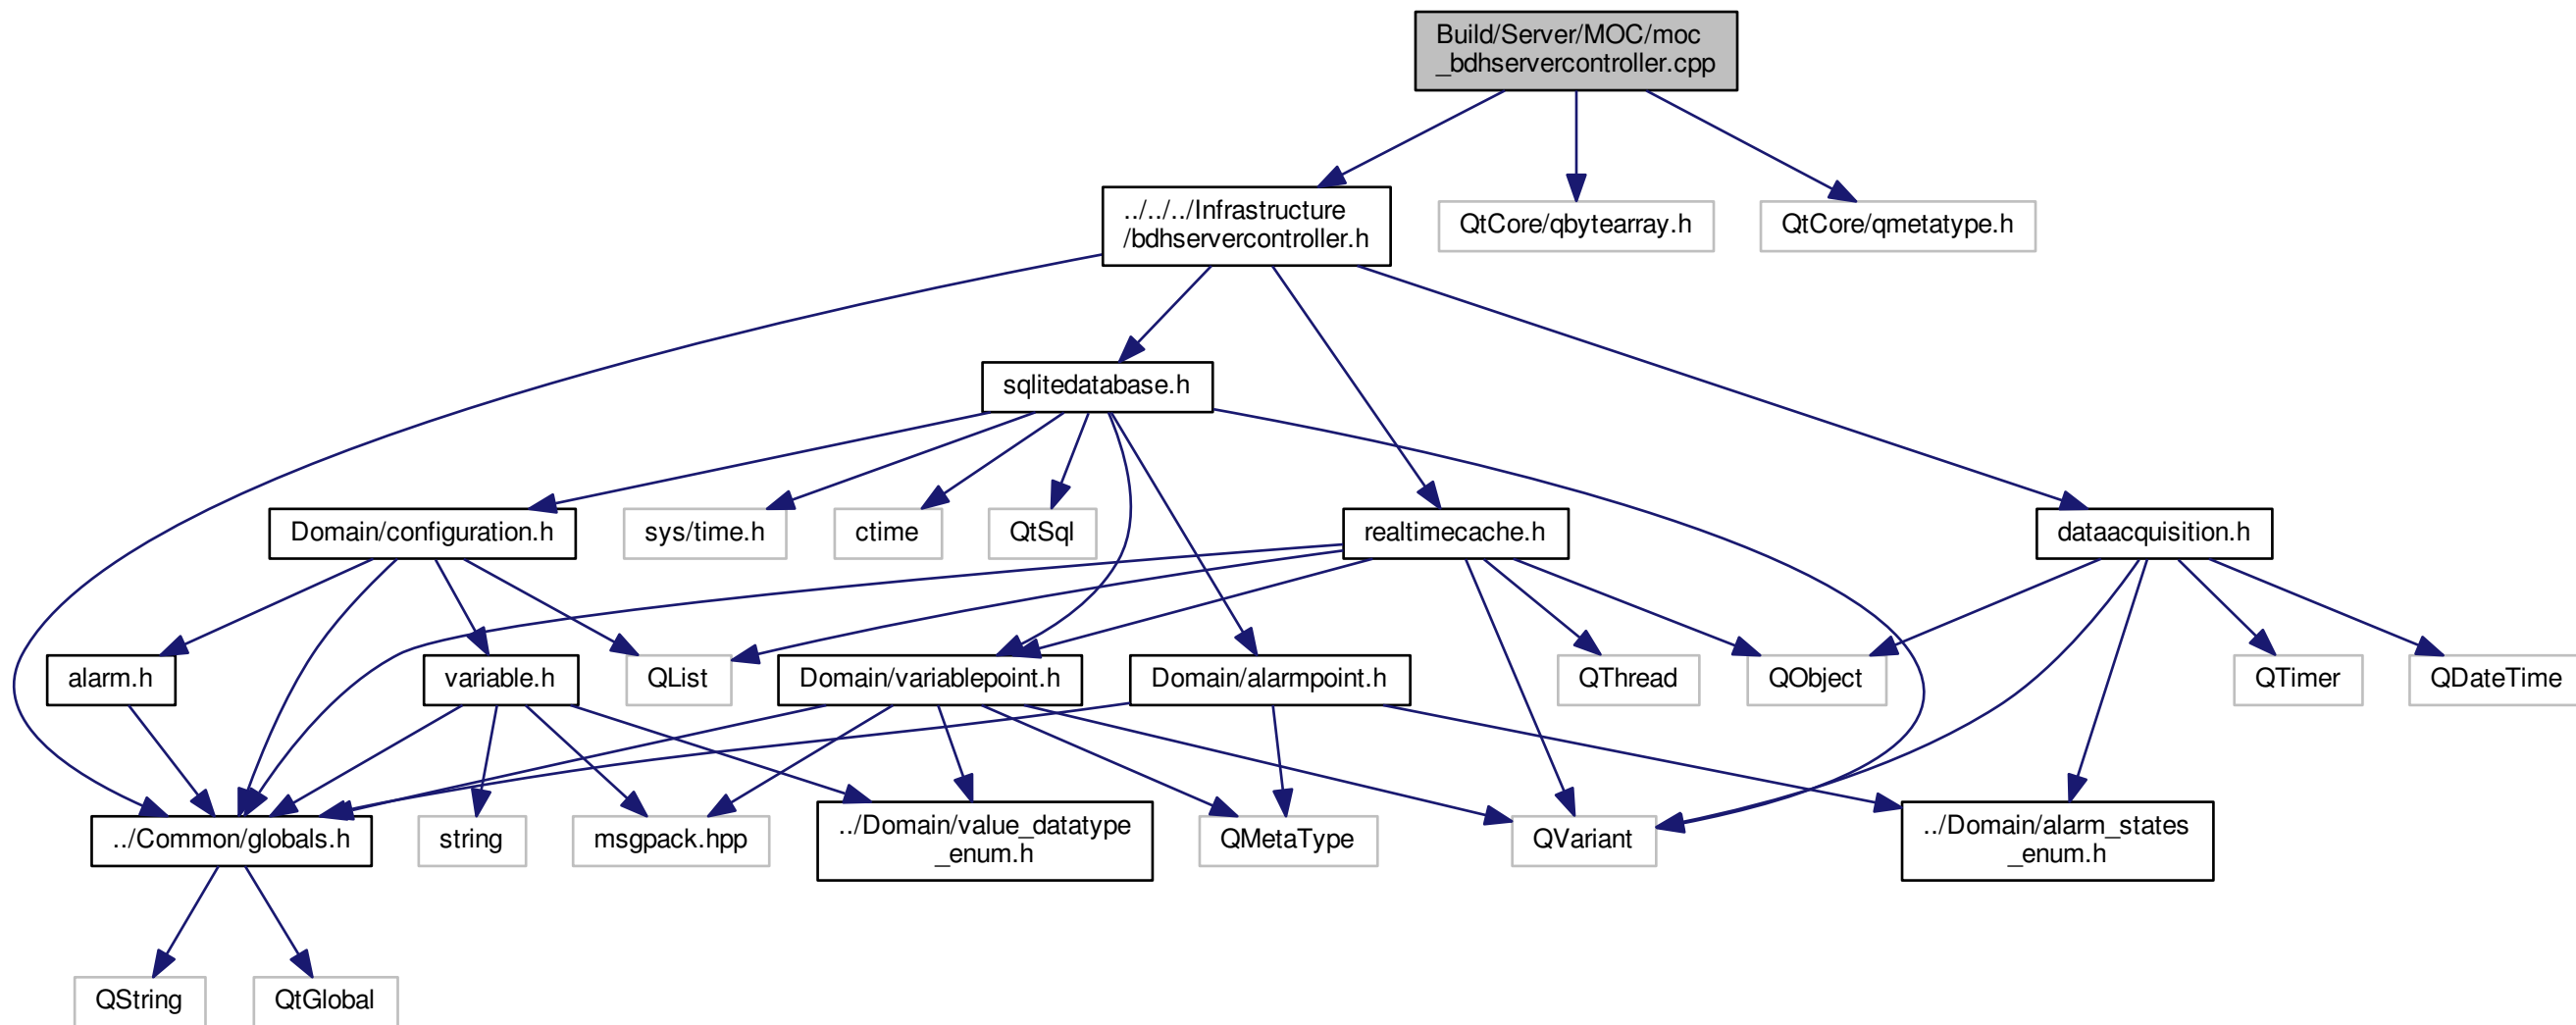 Build/Server/MOC/moc
_bdhservercontroller.cpp
../../../Infrastructure
/bdhservercontroller.h
QtCore/qbytearray.h
QtCore/qmetatype.h
sqlitedatabase.h
Domain/configuration.h
sys/time.h
ctime
QtSql
realtimecache.h
dataacquisition.h
alarm.h
variable.h
QList
Domain/variablepoint.h
Domain/alarmpoint.h
QThread
QObject
QTimer
QDateTime
../Common/globals.h
string
msgpack.hpp
../Domain/value_datatype
_enum.h
QMetaType
QVariant
../Domain/alarm_states
_enum.h
QString
QtGlobal